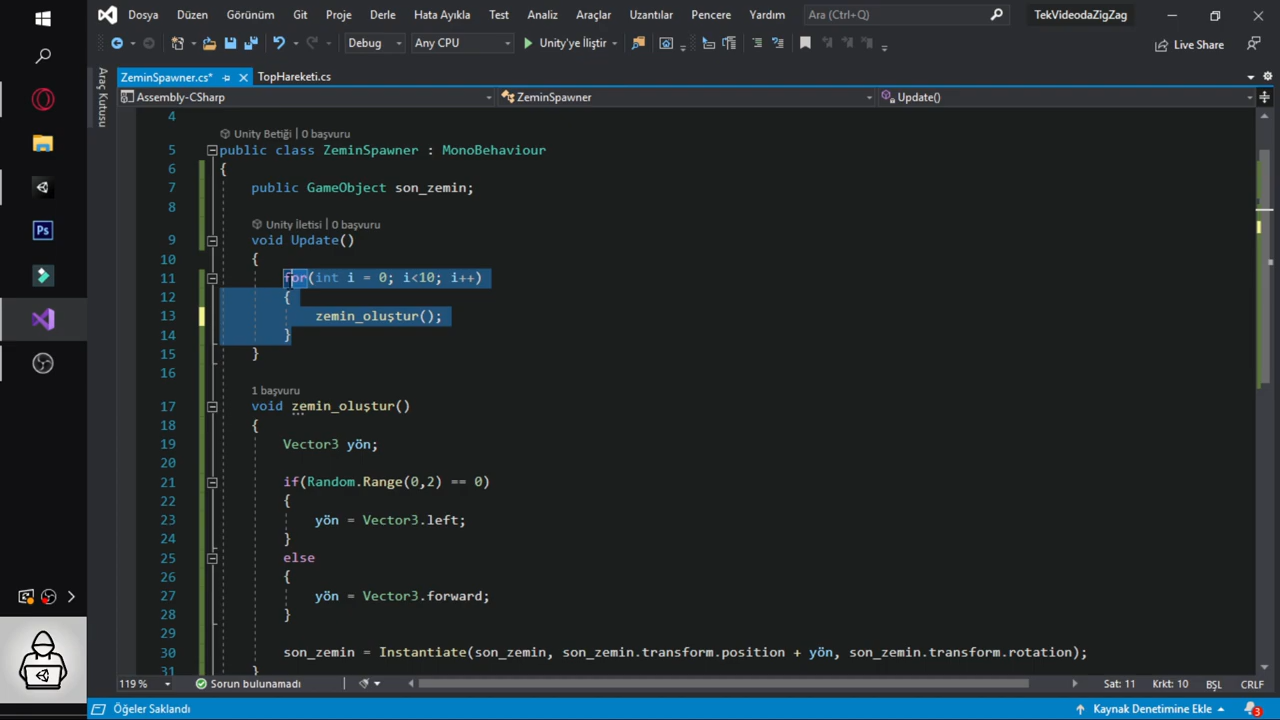 Dosya Düzen Görünüm Git Proje Derle Hata Ayıkla Test Analiz Araçlar Uzantılar Pencere Yardım Ara (Ctrl+Q) TekVideodaZigZag
Debug Any CPU Unity'ye İliştir Live Share
Araç Kutusu
ZeminSpawner.cs* TopHareketi.cs
Assembly-CSharp ZeminSpawner Update()
4
Unity Betiği | 0 başvuru
5 public class ZeminSpawner : MonoBehaviour
6 {
7 public GameObject son_zemin;
8
Unity İletisi | 0 başvuru
9 void Update()
10 {
11 for(int i = 0; i<10; i++)
12 {
13 zemin_oluştur();
14 }
15 }
16
1 başvuru
17 void zemin_oluştur()
18 {
19 Vector3 yön;
20
21 if(Random.Range(0,2) == 0)
22 {
23 yön = Vector3.left;
24 }
25 else
26 {
27 yön = Vector3.forward;
28 }
29
30 son_zemin = Instantiate(son_zemin, son_zemin.transform.position + yön, son_zemin.transform.rotation);
31 }
119 % Sorun bulunamadı Sat: 11 Krkt: 10 BŞL CRLF
Öğeler Saklandı Kaynak Denetimine Ekle 3
Ps